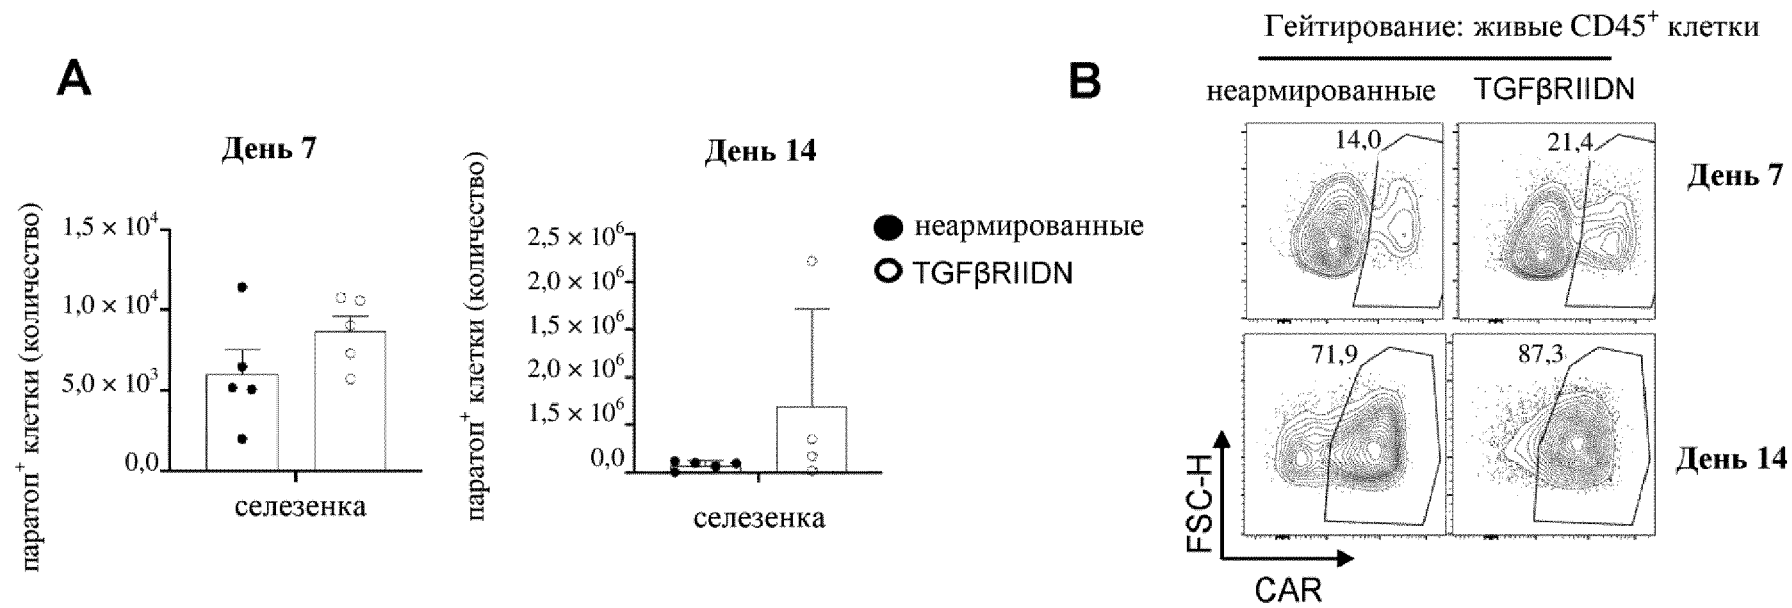 A
День 7
паратоп⁺ клетки (количество)
1,5 × 10⁴
1,0 × 10⁴
5,0 × 10³
0,0
селезенка
День 14
паратоп⁺ клетки (количество)
2,5 × 10⁶
2,0 × 10⁶
1,5 × 10⁶
2,0 × 10⁶
1,5 × 10⁶
0,0
селезенка
неармированные
TGFβRIIDN
B
Гейтирование: живые CD45⁺ клетки
неармированные
TGFβRIIDN
14,0
21,4
День 7
71,9
87,3
День 14
FSC-H
CAR